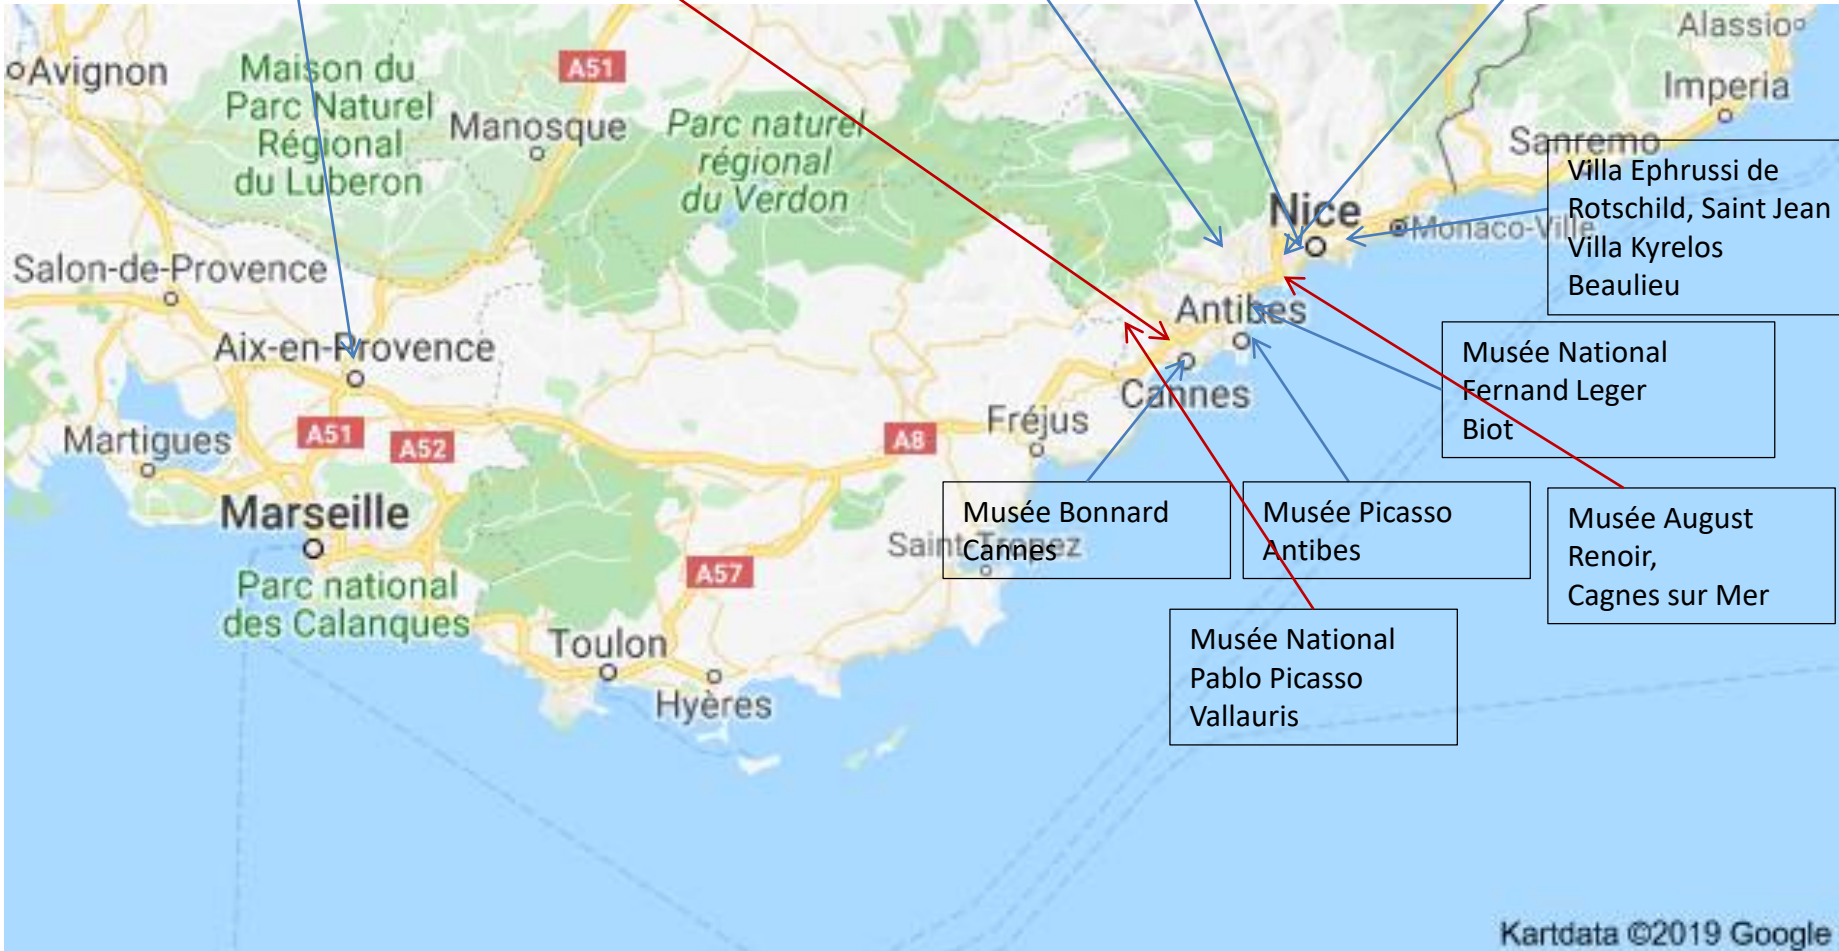 Alassio
Avignon
Maison du
Parc Naturel
Régional
du Luberon
A51
Manosque
Parc naturel
régional
du Verdon
Imperia
Sanremo
Nice
Monaco-Ville
Villa Ephrussi de
Rotschild, Saint Jean
Villa Kyrelos
Beaulieu
Salon-de-Provence
Aix-en-Provence
Antibes
Cannes
Fréjus
Musée National
Fernand Leger
Biot
Martigues
A51
A52
A8
Marseille
Musée Bonnard
Cannes
Saint-Tropez
Musée Picasso
Antibes
Musée August
Renoir,
Cagnes sur Mer
Parc national
des Calanques
A57
Toulon
Hyères
Musée National
Pablo Picasso
Vallauris
Kartdata ©2019 Google